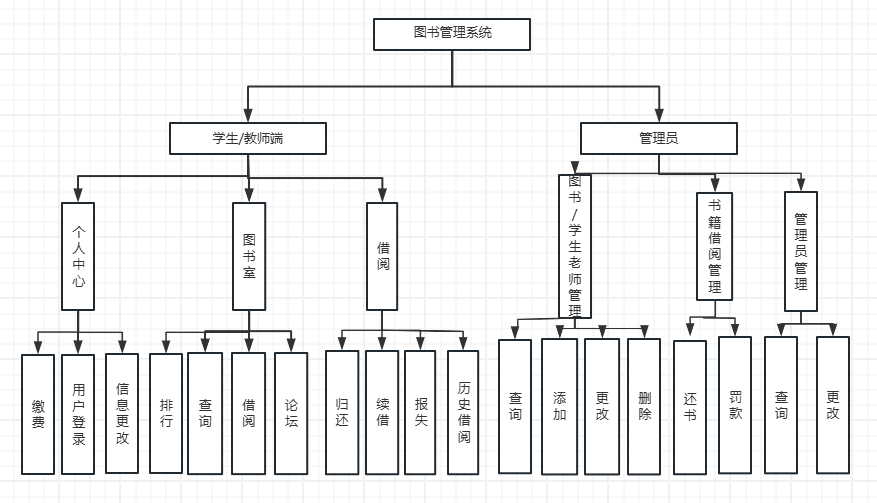 图书管理系统
学生/教师端
管理员
个人中心
图书室
借阅
图书/学生老师管理
书籍借阅管理
管理员管理
缴费
用户登录
信息更改
排行
查询
借阅
论坛
归还
续借
报失
历史借阅
查询
添加
更改
删除
还书
罚款
查询
更改